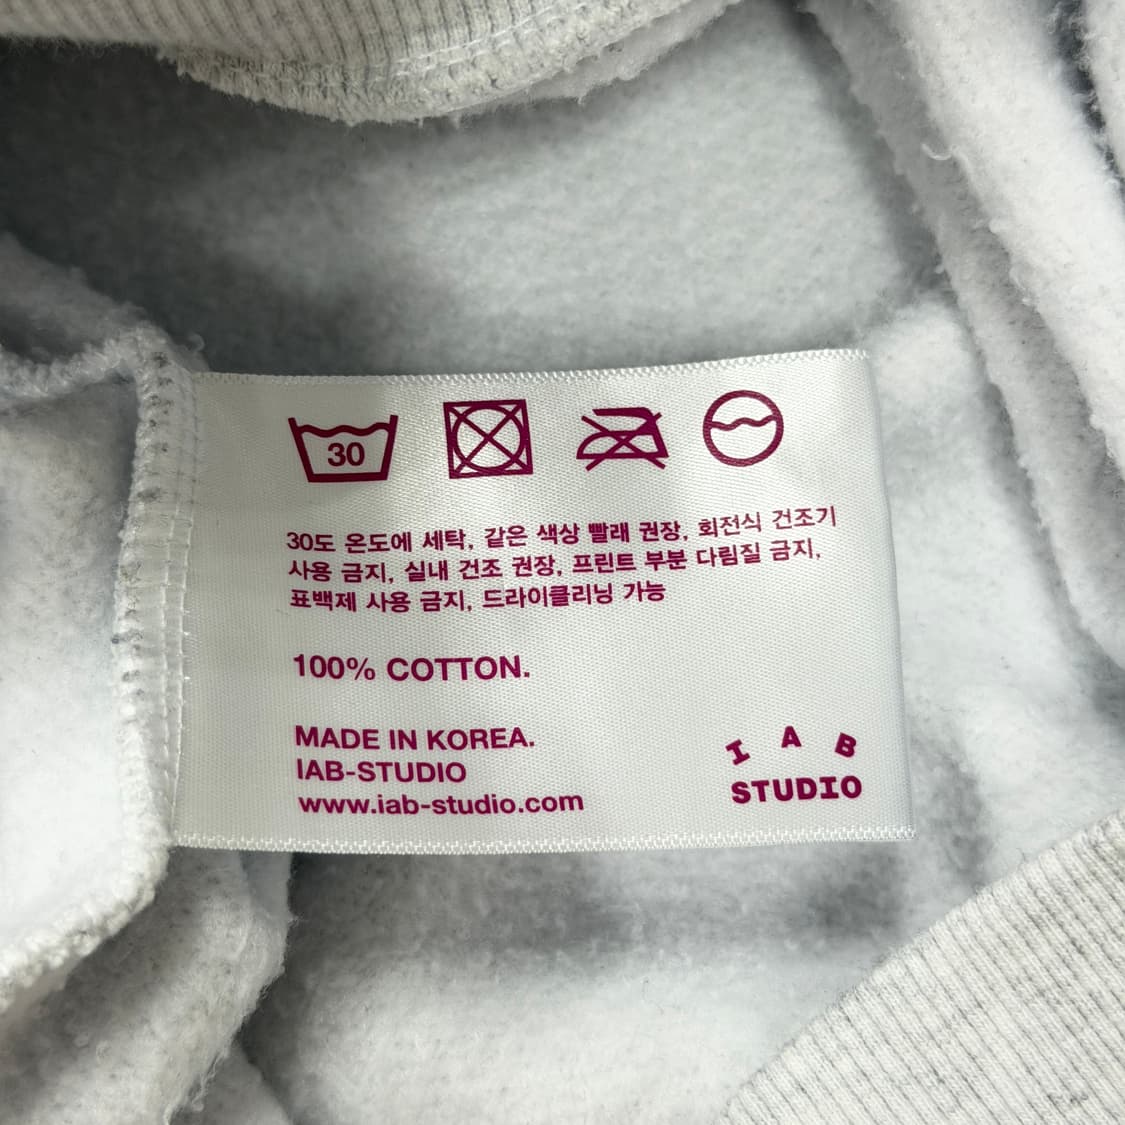 30
30도 온도에 세탁, 같은 색상 빨래 권장, 회전식 건조기
사용 금지, 실내 건조 권장, 프린트 부분 다림질 금지,
표백제 사용 금지, 드라이클리닝 가능
100% COTTON.
MADE IN KOREA.
IAB-STUDIO
www.iab-studio.com
I A B
STUDIO